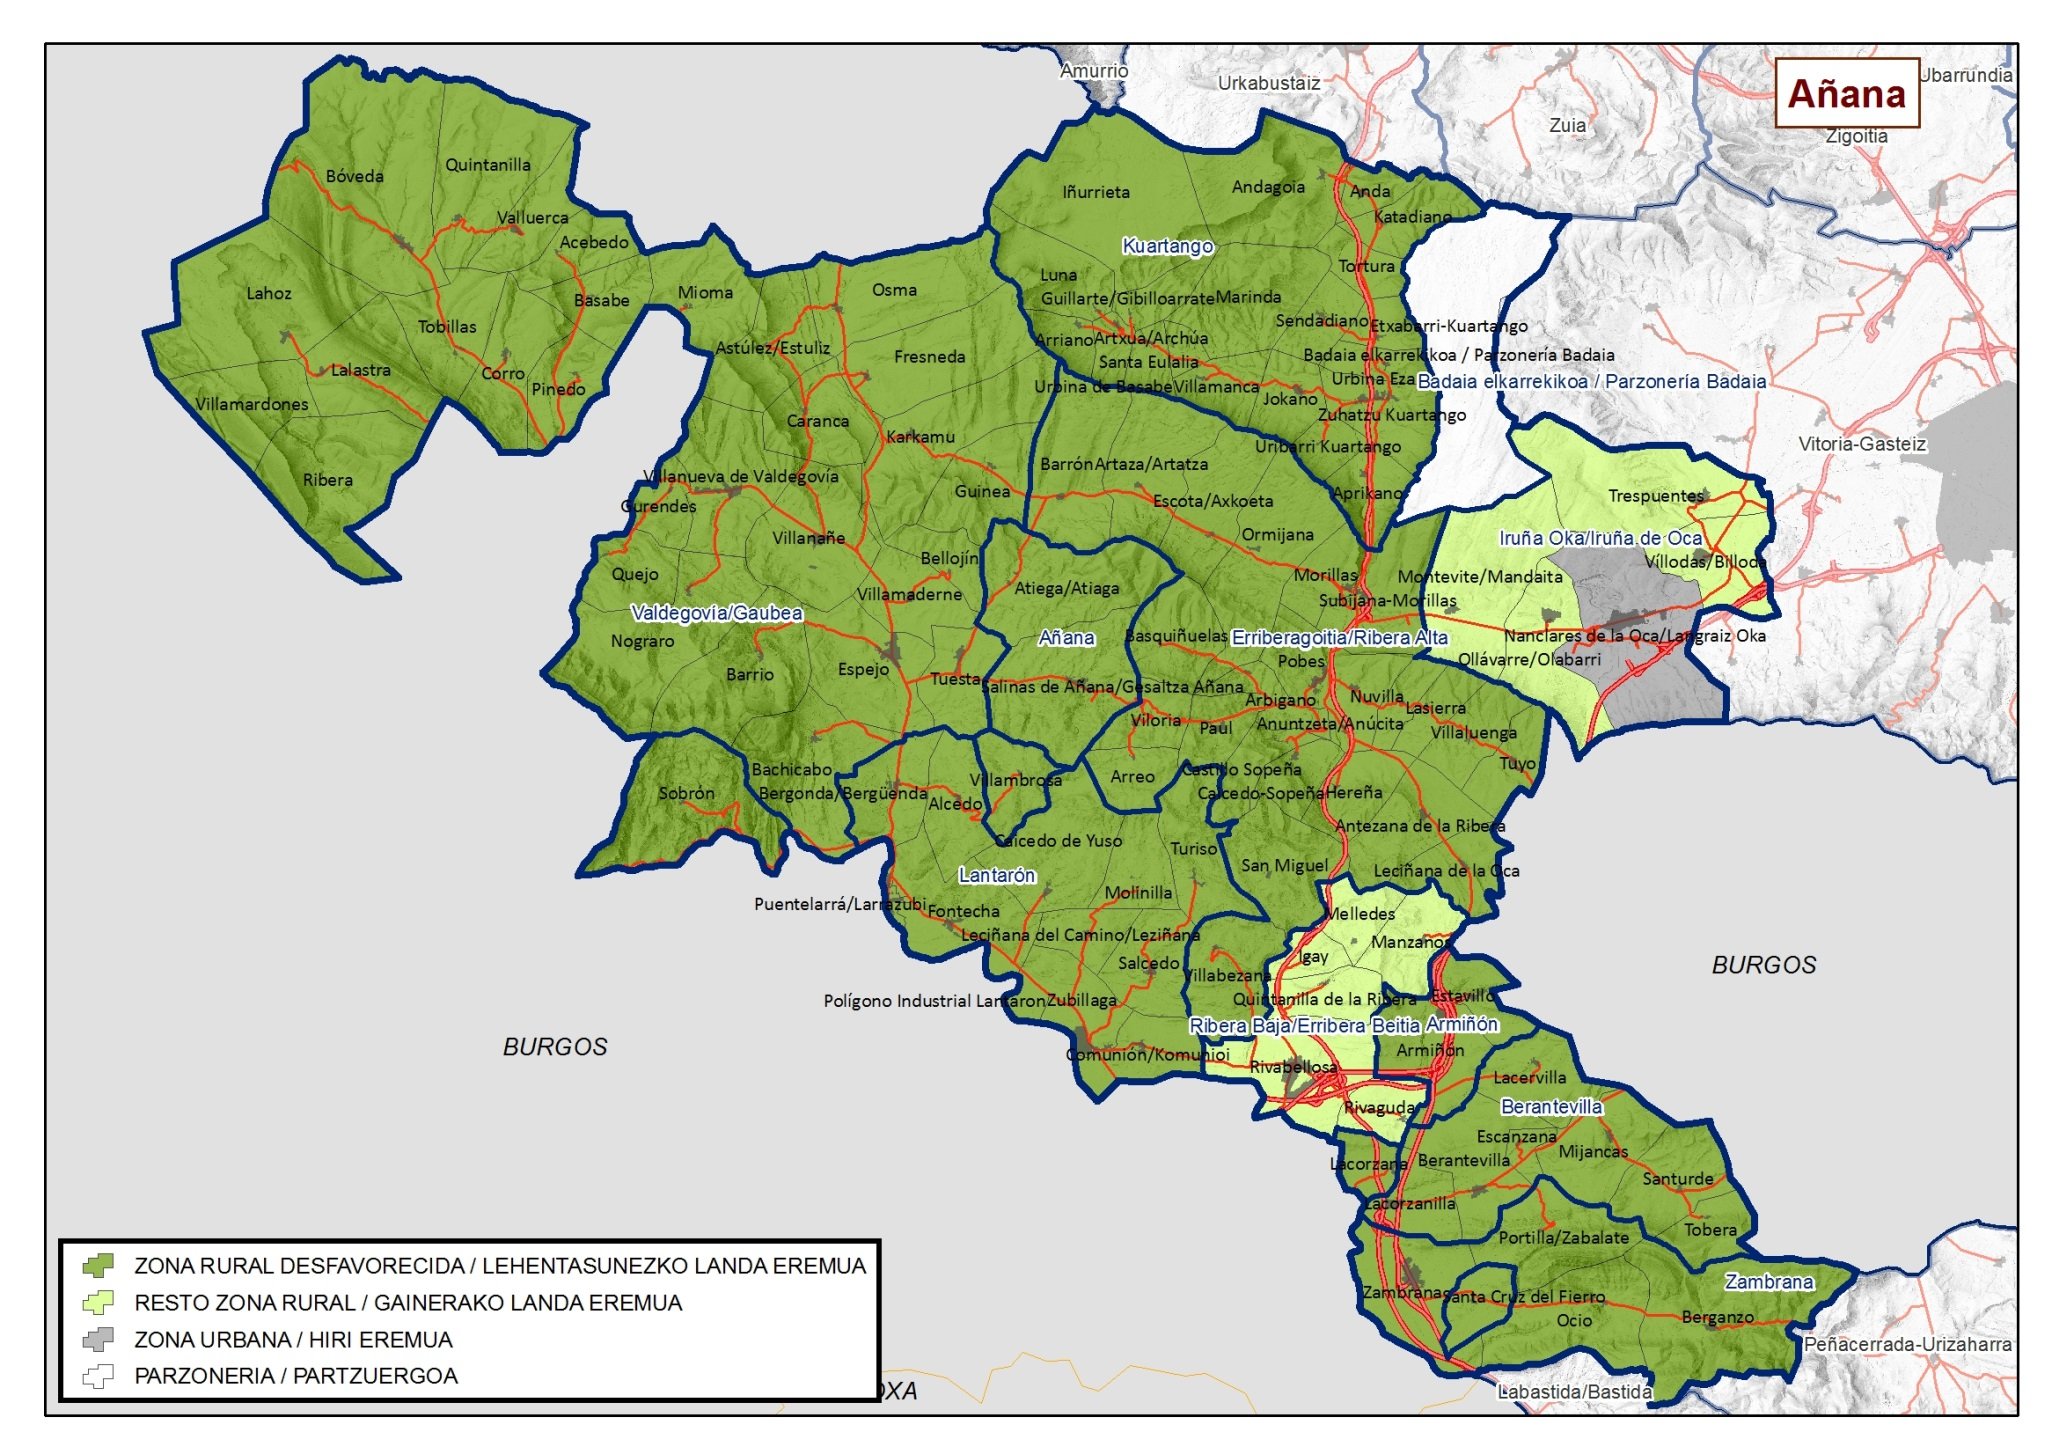 Amurrio
Urkabustaiz
Añana
Ubarrundia
Zuia
Zigoitia
Quintanilla
Bóveda
Iñurrieta
Andagoia
Anda
Valluerca
Katadiano
Acebedo
Kuartango
Tortura
Luna
Lahoz
Mioma
Osma
Basabe
Guillarte/Gibilloarrate
Marinda
Tobillas
Sendadiano
Etxabarri-Kuartango
Arriano
Artxua/Archúa
Astúlez/Estuliz
Fresneda
Badaia elkarrekikoa / Parzonería Badaia
Santa Eulalia
Lalastra
Corro
Urbina Eza
Badaia elkarrekikoa / Parzonería Badaia
Pinedo
Urbina de Basabe
Villamanca
Jokano
Villamardones
Zuhatzu Kuartango
Caranca
Karkamu
Uribarri Kuartango
Vitoria-Gasteiz
Barrón
Artaza/Artatza
Ribera
Villanueva de Valdegovía
Guinea
Aprikano
Trespuentes
Gurendes
Escota/Axkoeta
Villanañe
Ormijana
Iruña Oka/Iruña de Oca
Bellojín
Víllodas/Billoda
Quejo
Morillas
Montevite/Mandaita
Atiega/Atiaga
Villamaderne
Subijana-Morillas
Valdegovía/Gaubea
Nograro
Añana
Basquiñuelas
Erriberagoitia/Ribera Alta
Nanclares de la Oca/Langraiz Oka
Pobes
Ollávarre/Olabarri
Barrio
Espejo
Tuesta
Salinas de Añana/Gesaltza Añana
Arbigano
Nuvilla
Lasierra
Viloria
Paul
Anuntzeta/Anúcita
Villaluenga
Tuyo
Bachicabo
Villambrosa
Arreo
Castillo Sopeña
Sobrón
Bergonda/Bergüenda
Alcedo
Caicedo-Sopeña
Hereña
Antezana de la Ribera
Caicedo de Yuso
Turiso
San Miguel
Leciñana de la Oca
Lantarón
Molinilla
Puentelarrá/Larrazubi
Fontecha
Melledes
Leciñana del Camino/Leziñana
Manzanos
Igay
Salcedo
Villabezana
BURGOS
Polígono Industrial Lantaron
Zubillaga
Quintanilla de la Ribera
Estavillo
Ribera Baja/Erribera Beitia
Armiñón
BURGOS
Comunión/Komunioi
Armiñón
Rivabellosa
Lacervilla
Rivaguda
Berantevilla
Escanzana
Mijancas
Lacorzana
Berantevilla
Santurde
Lacorzanilla
Tobera
Portilla/Zabalate
Zambrana
Zambrana
Santa Cruz del Fierro
Ocio
Berganzo
Peñacerrada-Urizaharra
Labastida/Bastida
ZONA RURAL DESFAVORECIDA / LEHENTASUNEZKO LANDA EREMUA
RESTO ZONA RURAL / GAINERAKO LANDA EREMUA
ZONA URBANA / HIRI EREMUA
PARZONERIA / PARTZUERGOA